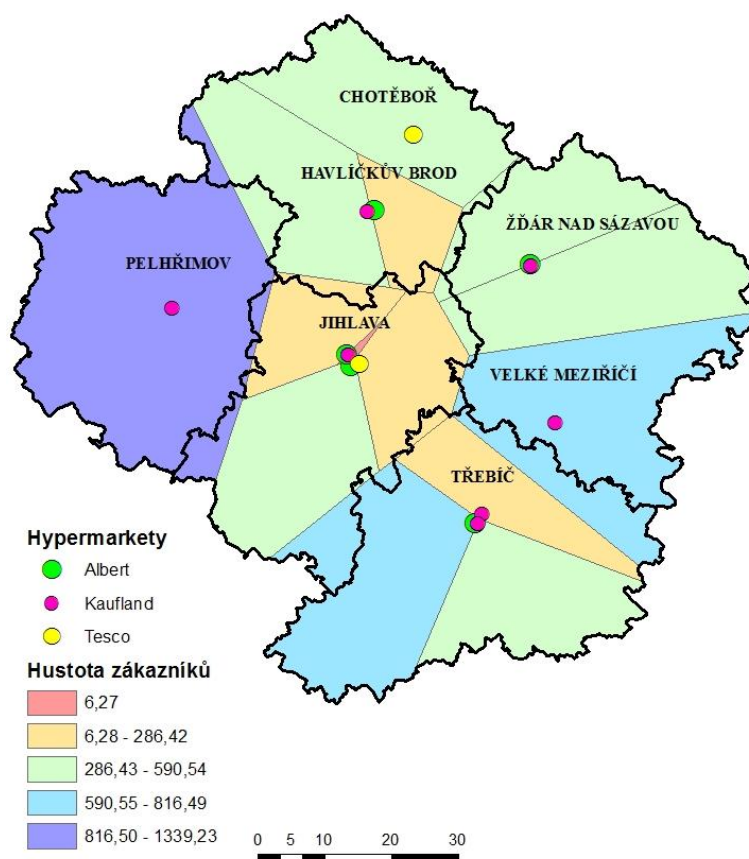 CHOTĚBOŘ
HAVLÍČKŮV BROD
ŽĎÁR NAD SÁZAVOU
PELHŘIMOV
JIHLAVA
VELKÉ MEZIŘÍČÍ
TŘEBÍČ
Hypermarkety
Albert
Kaufland
Tesco
Hustota zákazníků
6,27
6,28 - 286,42
286,43 - 590,54
590,55 - 816,49
816,50 - 1339,23
0 5 10 20 30